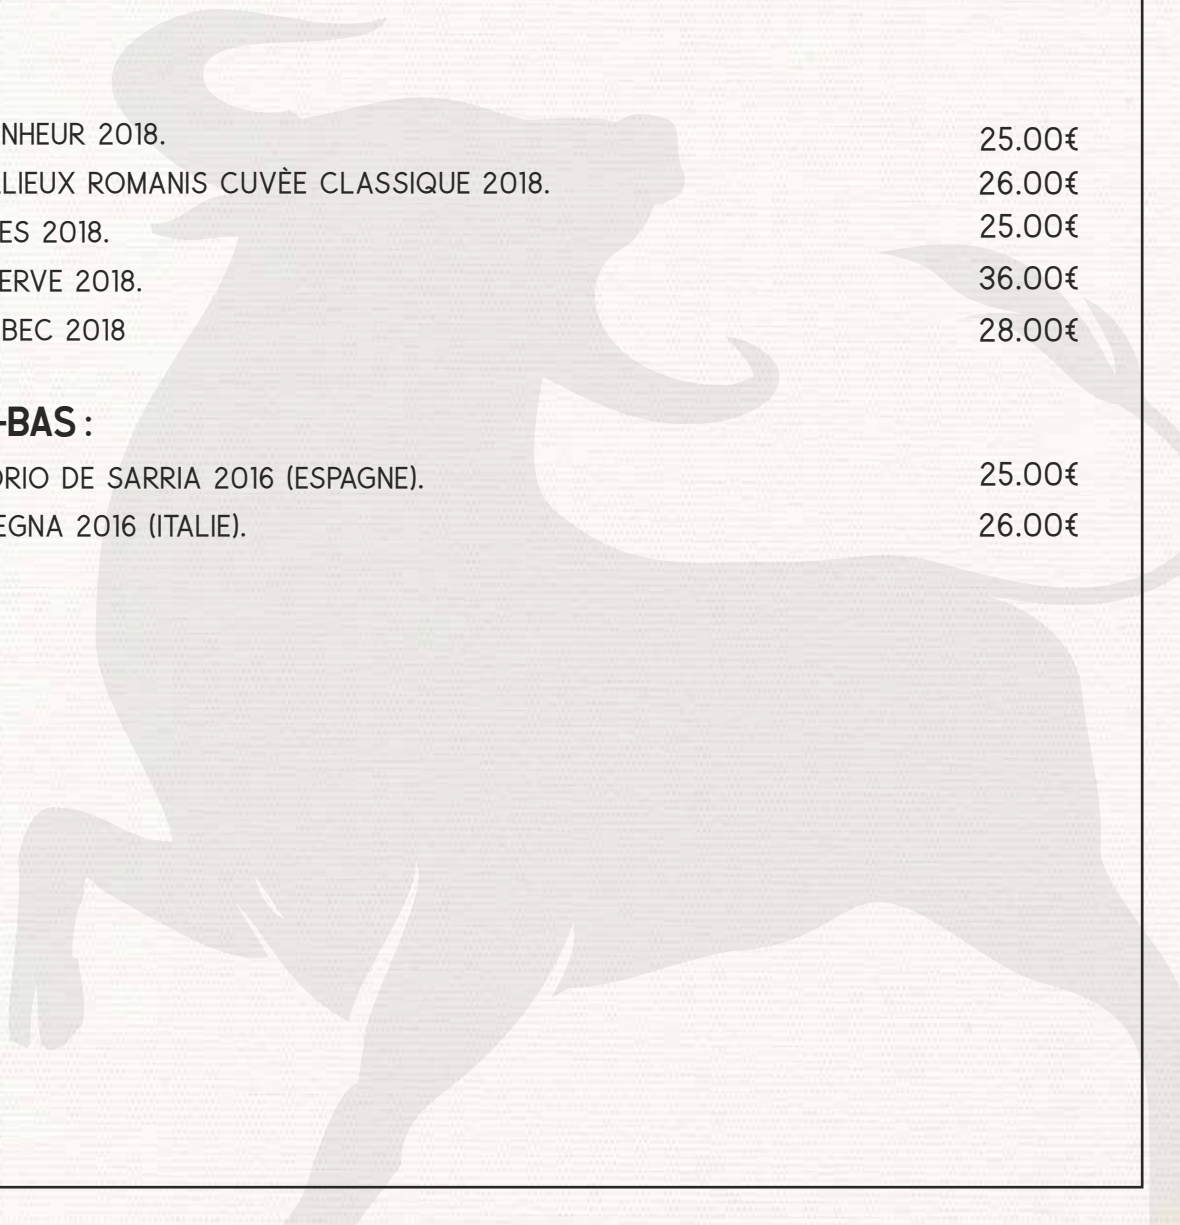 NHEUR 2018. 25.00€
LLIEUX ROMANIS CUVÈE CLASSIQUE 2018. 26.00€
ES 2018. 25.00€
ERVE 2018. 36.00€
BEC 2018 28.00€
-BAS :
ORIO DE SARRIA 2016 (ESPAGNE). 25.00€
EGNA 2016 (ITALIE). 26.00€